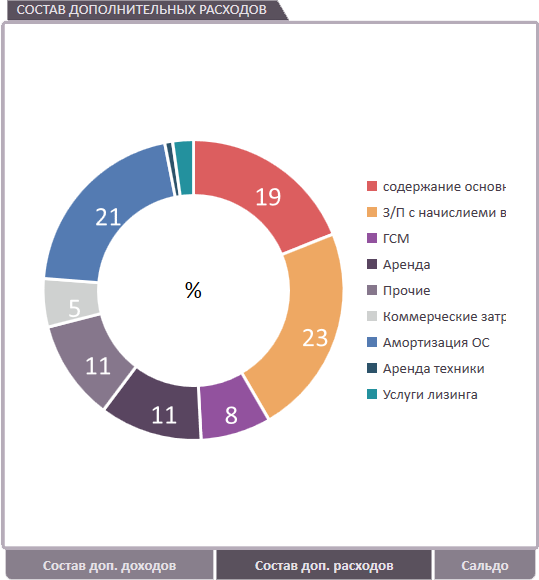 СОСТАВ ДОПОЛНИТЕЛЬНЫХ РАСХОДОВ
19
23
8
11
11
5
21
%
содержание основн
З/П с начислиеми в
ГСМ
Аренда
Прочие
Коммерческие затр
Амортизация ОС
Аренда техники
Услуги лизинга
Состав доп. доходов
Состав доп. расходов
Сальдо